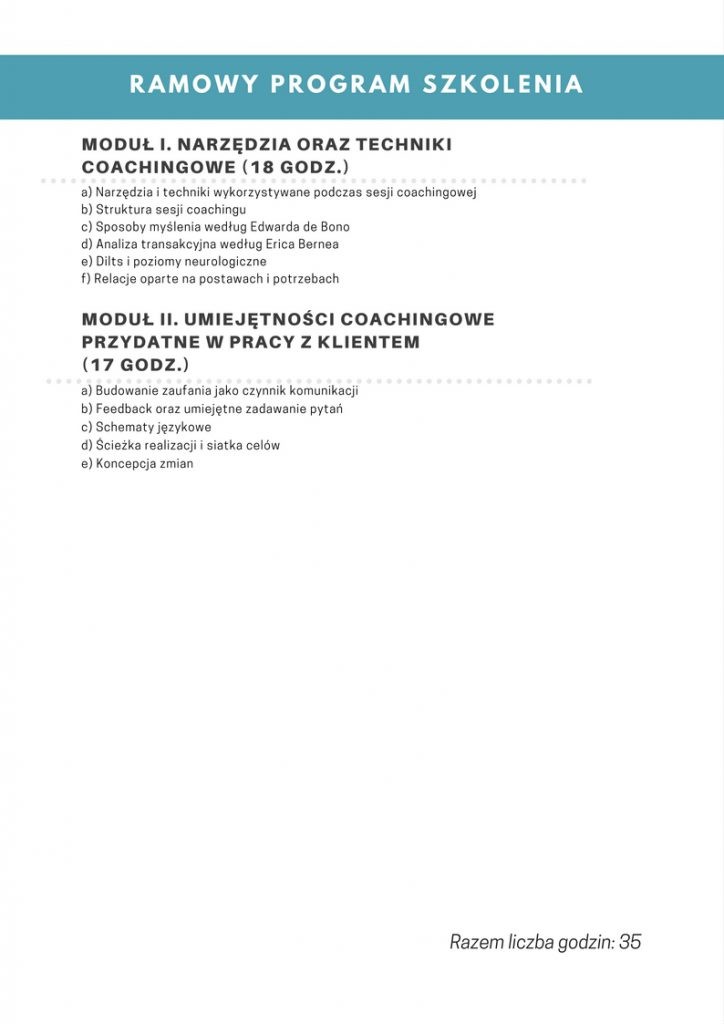 RAMOWY PROGRAM SZKOLENIA
MODUŁ I. NARZĘDZIA ORAZ TECHNIKI
COACHINGOWE (18 GODZ.)
a) Narzędzia i techniki wykorzystywane podczas sesji coachingowej
b) Struktura sesji coachingu
c) Sposoby myślenia według Edwarda de Bono
d) Analiza transakcyjna według Erica Bernea
e) Dilts i poziomy neurologiczne
f) Relacje oparte na postawach i potrzebach
MODUŁ II. UMIEJĘTNOŚCI COACHINGOWE
PRZYDATNE W PRACY Z KLIENTEM
(17 GODZ.)
a) Budowanie zaufania jako czynnik komunikacji
b) Feedback oraz umiejętne zadawanie pytań
c) Schematy językowe
d) Ścieżka realizacji i siatka celów
e) Koncepcja zmian
Razem liczba godzin: 35